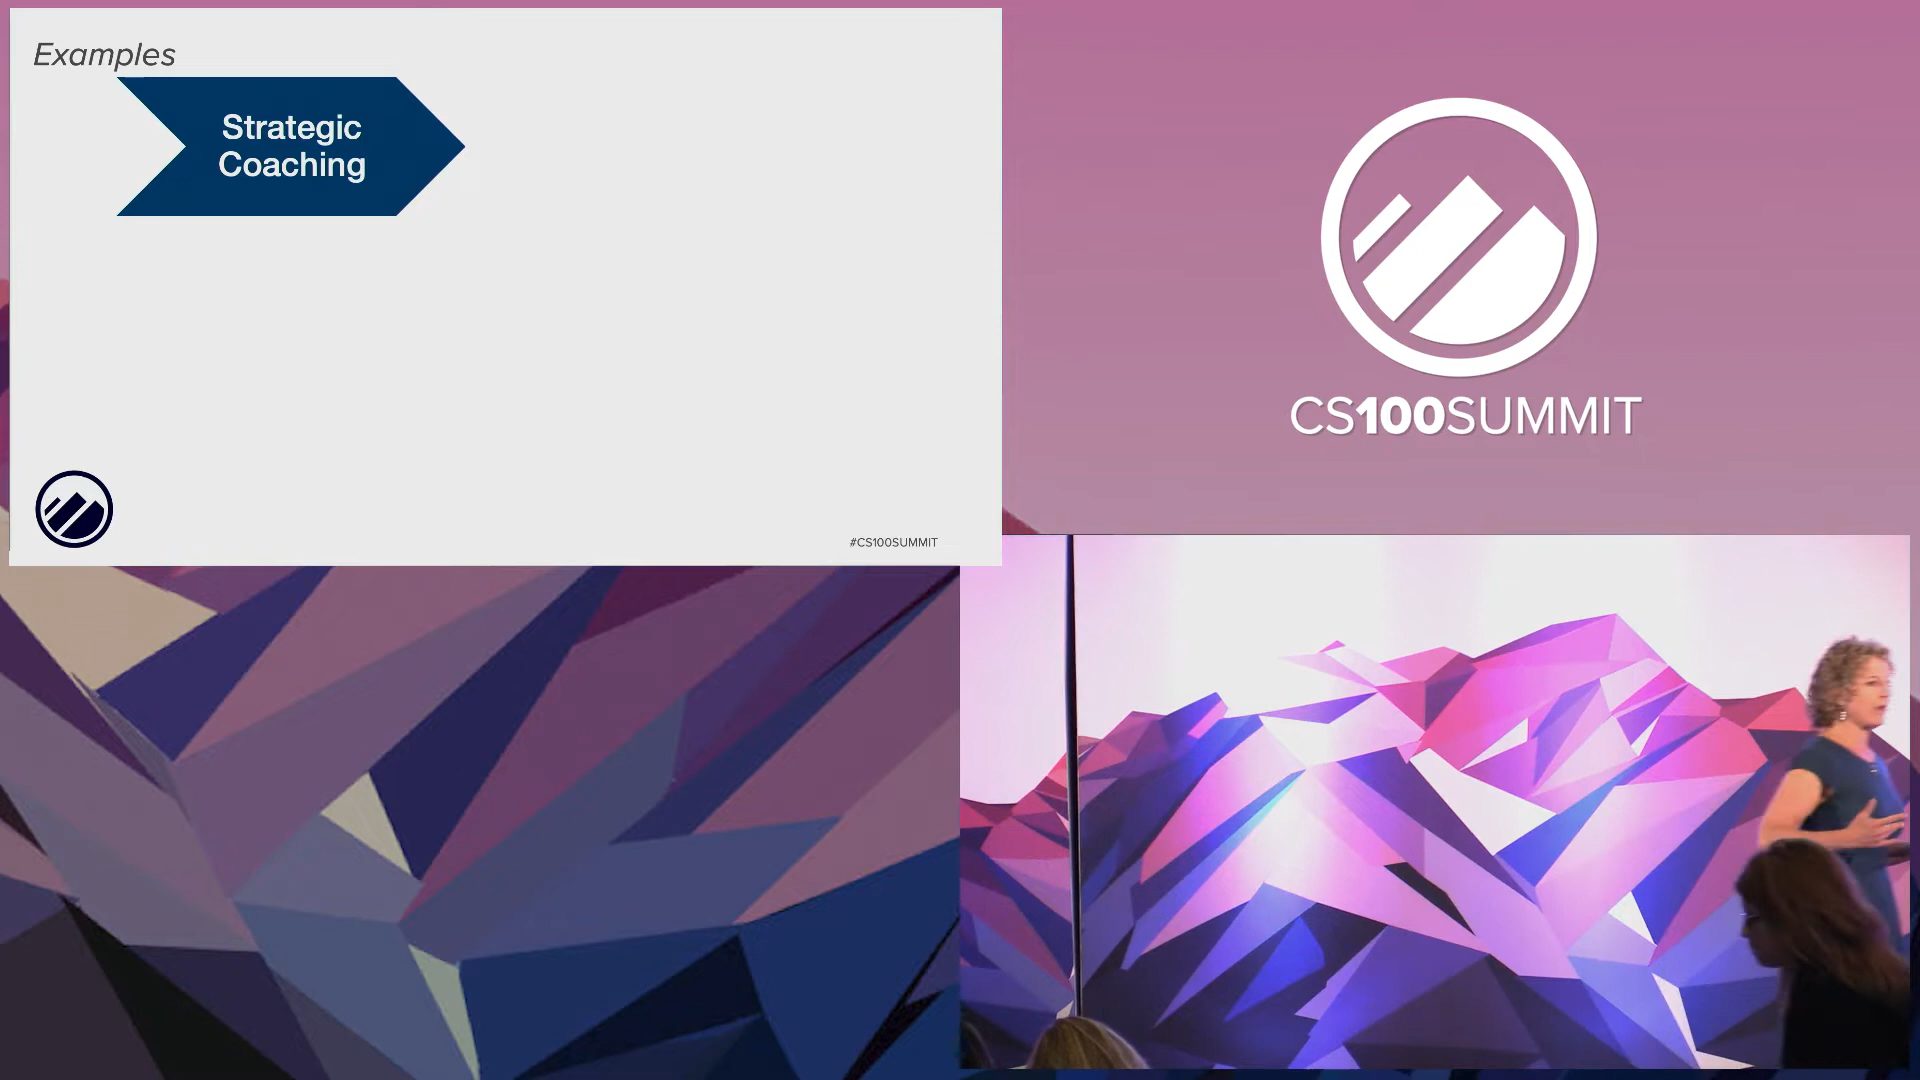 Examples
Strategic
Coaching
#CS100SUMMIT
CS100SUMMIT